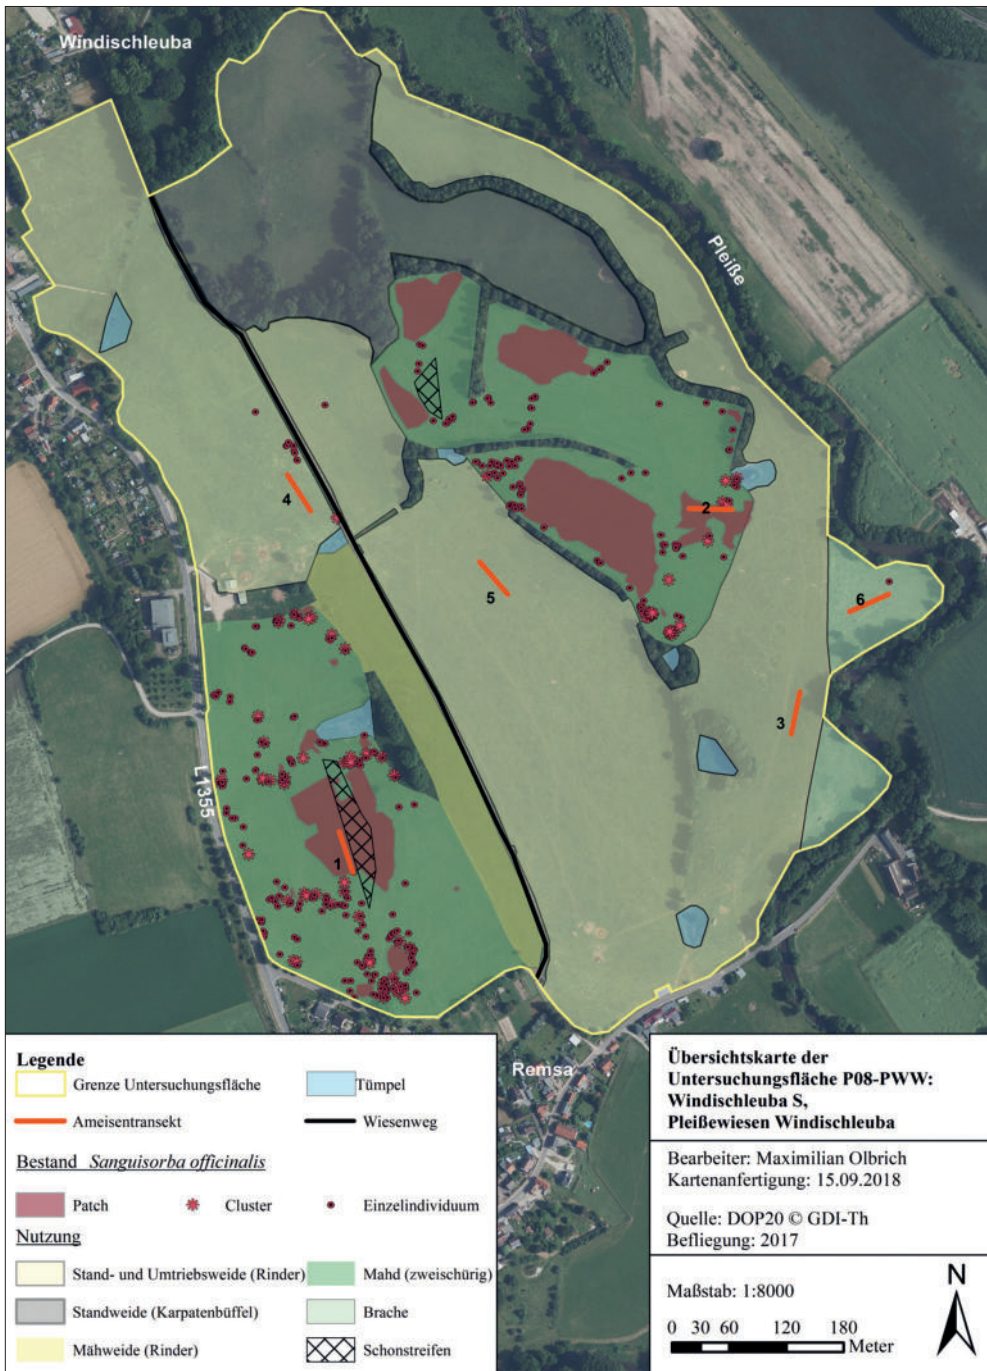 Windischleuba
Pleiße
4
2
5
6
3
L1355
1
Remsa
Legende
Grenze Untersuchungsfläche
Tümpel
Ameisentransekt
Wiesenweg
Bestand Sanguisorba officinalis
Patch
Cluster
Einzelindividuum
Nutzung
Stand- und Umtriebsweide (Rinder)
Mahd (zweischürig)
Standweide (Karpatenbüffel)
Brache
Mähweide (Rinder)
Schonstreifen
Übersichtskarte der
Untersuchungsfläche P08-PWW:
Windischleuba S,
Pleißewiesen Windischleuba
Bearbeiter: Maximilian Olbrich
Kartenanfertigung: 15.09.2018
Quelle: DOP20 © GDI-Th
Befliegung: 2017
Maßstab: 1:8000
N
0 30 60 120 180
Meter